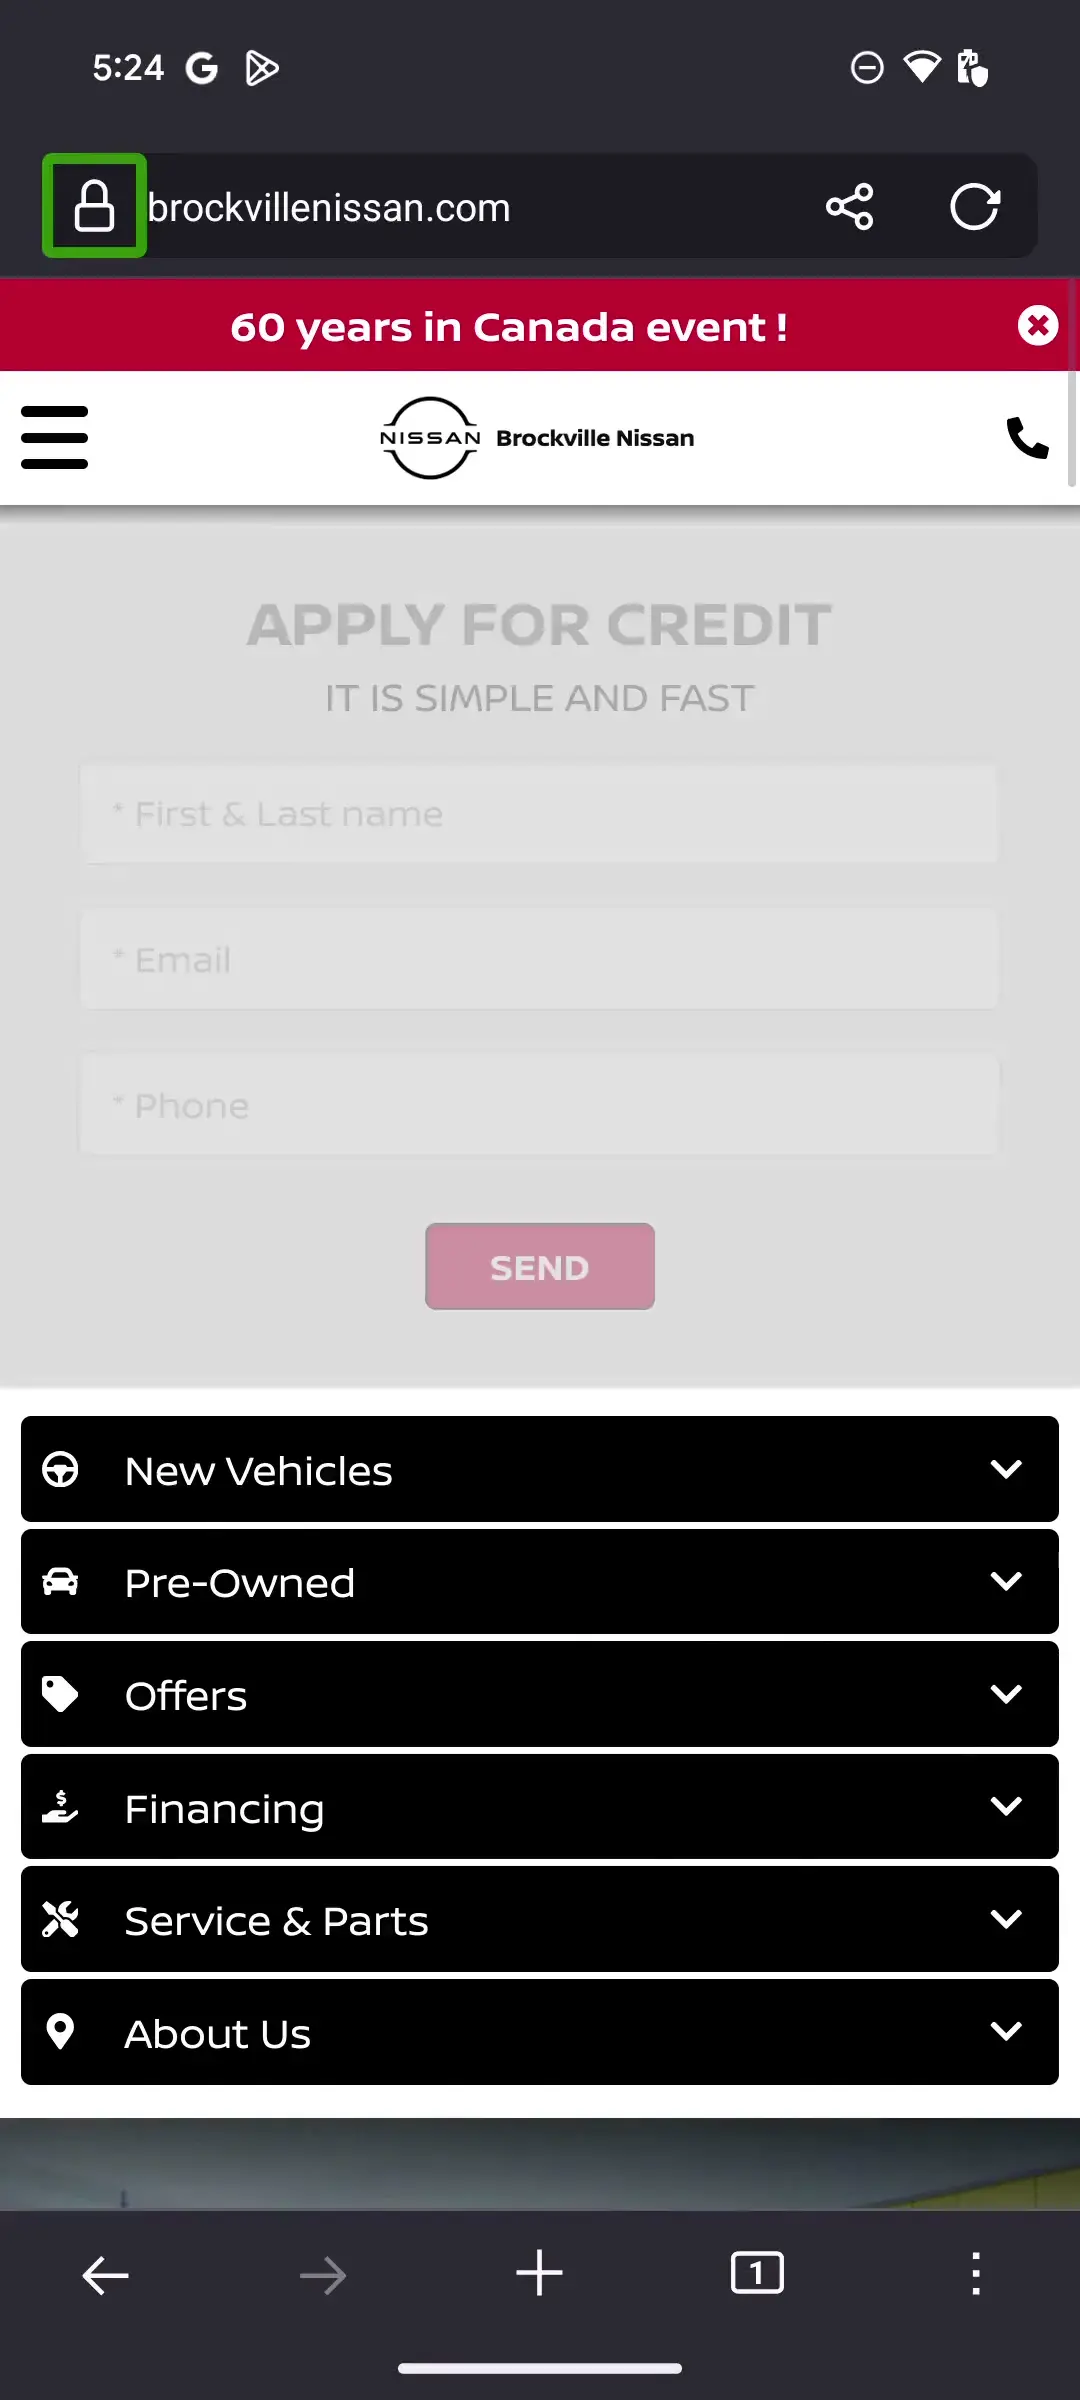 5:24
brockvillenissan.com
60 years in Canada event !
NISSAN Brockville Nissan
APPLY FOR CREDIT
IT IS SIMPLE AND FAST
* First & Last name
* Email
* Phone
SEND
New Vehicles
Pre-Owned
Offers
Financing
Service & Parts
About Us
1